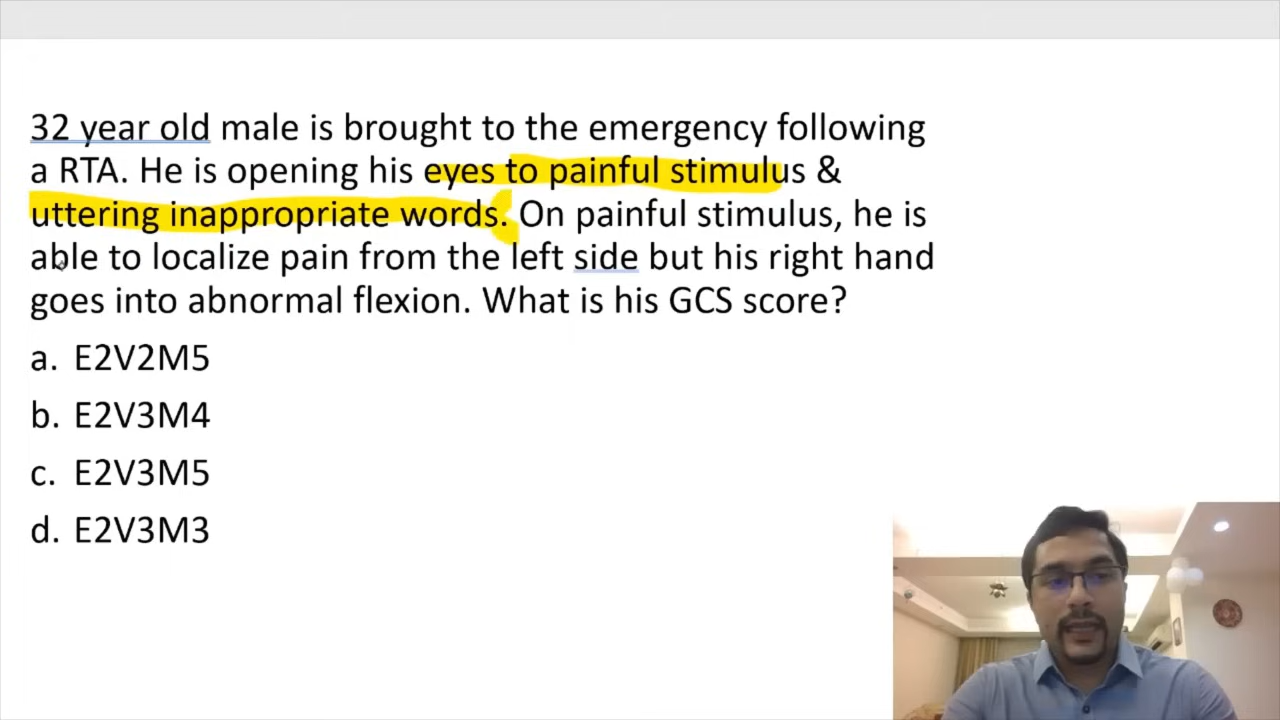 32 year old male is brought to the emergency following
a RTA. He is opening his eyes to painful stimulus &
uttering inappropriate words. On painful stimulus, he is
able to localize pain from the left side but his right hand
goes into abnormal flexion. What is his GCS score?
a. E2V2M5
b. E2V3M4
c. E2V3M5
d. E2V3M3